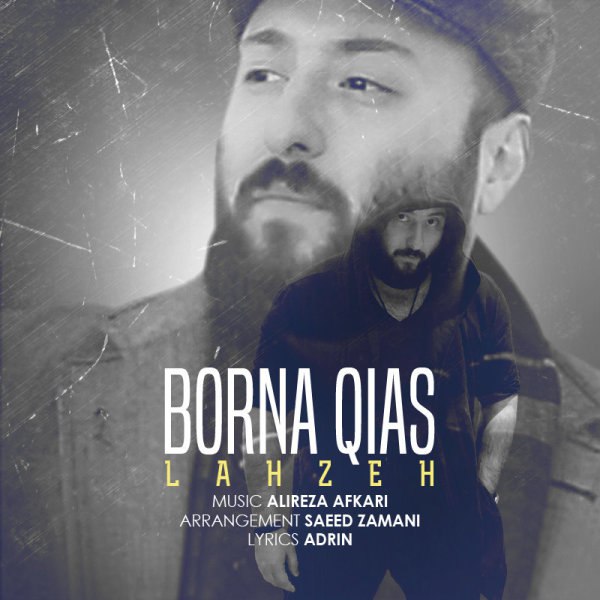 BORNA QIAS
LAHZEH
MUSIC ALIREZA AFKARI
ARRANGEMENT SAEED ZAMANI
LYRICS ADRIN